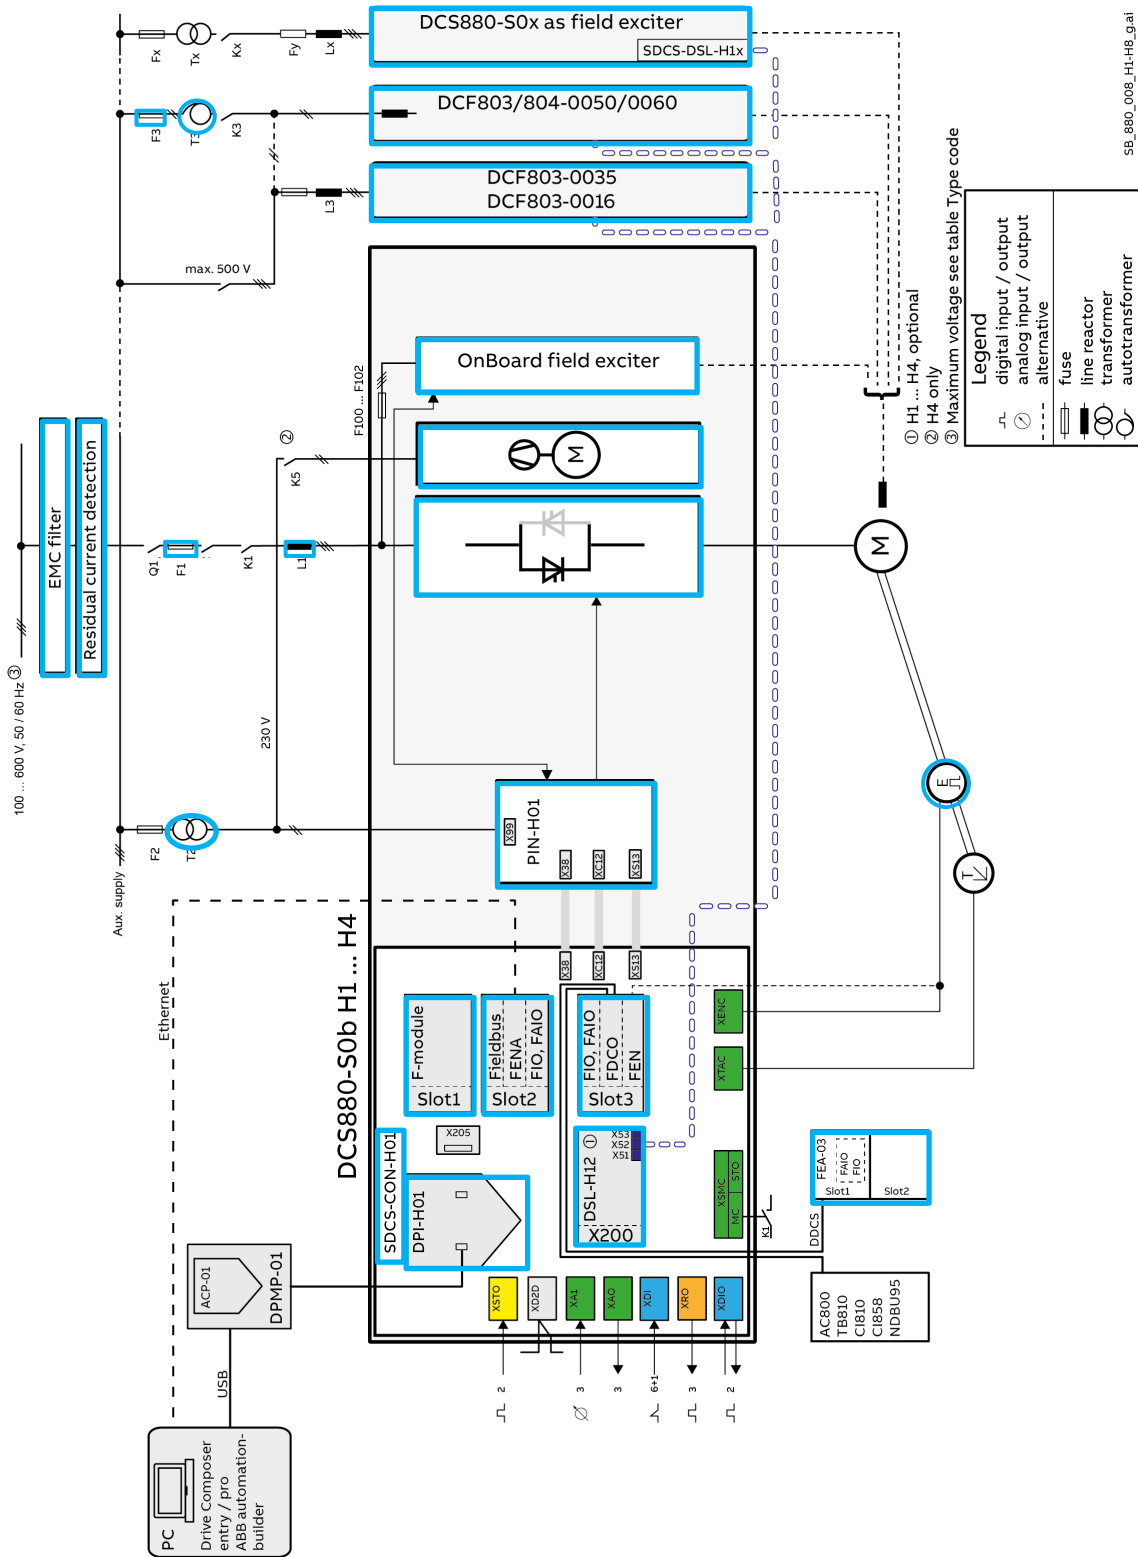 DCS880-S0x as field exciter
SDCS-DSL-H1x
Fx
Tx
Kx
Fy
Lx
DCF803/804-0050/0060
F3
T3
K3
DCF803-0035
DCF803-0016
L3
max. 500 V
OnBoard field exciter
F100 ... F102
EMC filter
Residual current detection
100 ... 600 V, 50 / 60 Hz ③
②
K5
M
Q1
F1
K1
L1
M
230 V
Aux. supply
F2
T2
X99
PIN-H01
X38
XC12
XS13
① H1 ... H4, optional
② H4 only
③ Maximum voltage see table Type code
Legend
digital input / output
analog input / output
alternative
fuse
line reactor
transformer
autotransformer
SB_880_008_H1-H8_g.ai
E
T
Ethernet
DCS880-S0b H1 ... H4
X38
XC12
XS13
F-module
Slot1
Fieldbus
FENA
FIO, FAIO
Slot2
FIO, FAIO
FDCO
FEN
Slot3
XENC
XTAC
SDCS-CON-H01
X205
DPI-H01
DSL-H12 ①
X53
X52
X51
X200
XSMC
MC
STO
K1
FEA-03
FAIO
FIO
Slot1
Slot2
DDCS
AC800
TB810
CI810
CI858
NDBU95
ACP-01
DPMP-01
USB
XSTO
XD2D
XA1
XAO
XDI
XRO
XDIO
2
3
3
6+1
3
2
PC
Drive Composer
entry / pro
ABB automation-
builder